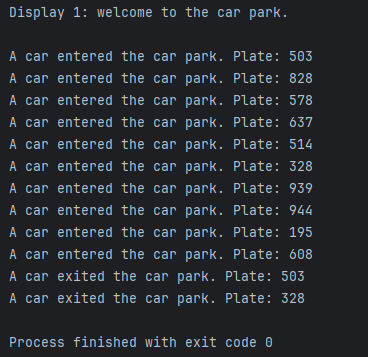 Display 1: welcome to the car park.
A car entered the car park. Plate: 503
A car entered the car park. Plate: 828
A car entered the car park. Plate: 578
A car entered the car park. Plate: 637
A car entered the car park. Plate: 514
A car entered the car park. Plate: 328
A car entered the car park. Plate: 939
A car entered the car park. Plate: 944
A car entered the car park. Plate: 195
A car entered the car park. Plate: 608
A car exited the car park. Plate: 503
A car exited the car park. Plate: 328
Process finished with exit code 0